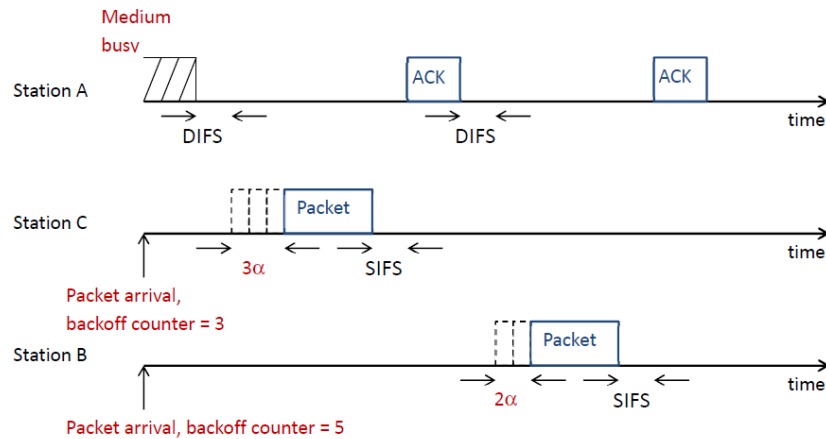 Medium
busy
ACK
ACK
Station A
time
DIFS
DIFS
Packet
Station C
time
3α
SIFS
Packet arrival,
backoff counter = 3
Packet
Station B
time
2α
SIFS
Packet arrival, backoff counter = 5